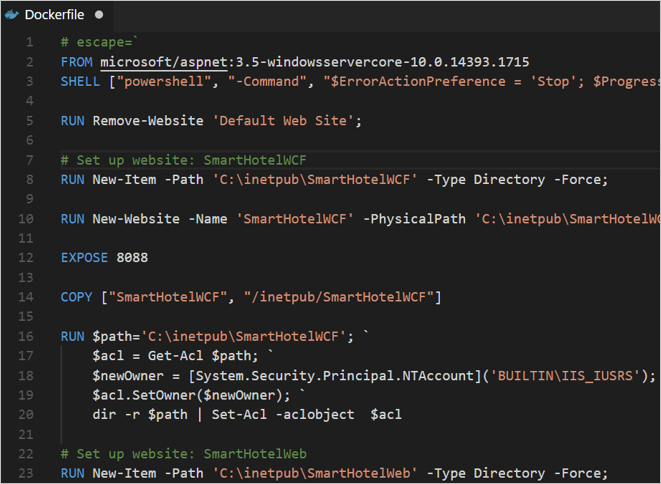 Dockerfile
1 # escape=`
2 FROM microsoft/aspnet:3.5-windowsservercore-10.0.14393.1715
3 SHELL ["powershell", "-Command", "$ErrorActionPreference = 'Stop'; $Progres
4
5 RUN Remove-Website 'Default Web Site';
6
7 # Set up website: SmartHotelWCF
8 RUN New-Item -Path 'C:\inetpub\SmartHotelWCF' -Type Directory -Force;
9
10 RUN New-Website -Name 'SmartHotelWCF' -PhysicalPath 'C:\inetpub\SmartHotelWC
11
12 EXPOSE 8088
13
14 COPY ["SmartHotelWCF", "/inetpub/SmartHotelWCF"]
15
16 RUN $path='C:\inetpub\SmartHotelWCF'; `
17 $acl = Get-Acl $path; `
18 $newOwner = [System.Security.Principal.NTAccount]('BUILTIN\IIS_IUSRS');
19 $acl.SetOwner($newOwner); `
20 dir -r $path | Set-Acl -aclobject  $acl
21
22 # Set up website: SmartHotelWeb
23 RUN New-Item -Path 'C:\inetpub\SmartHotelWeb' -Type Directory -Force;